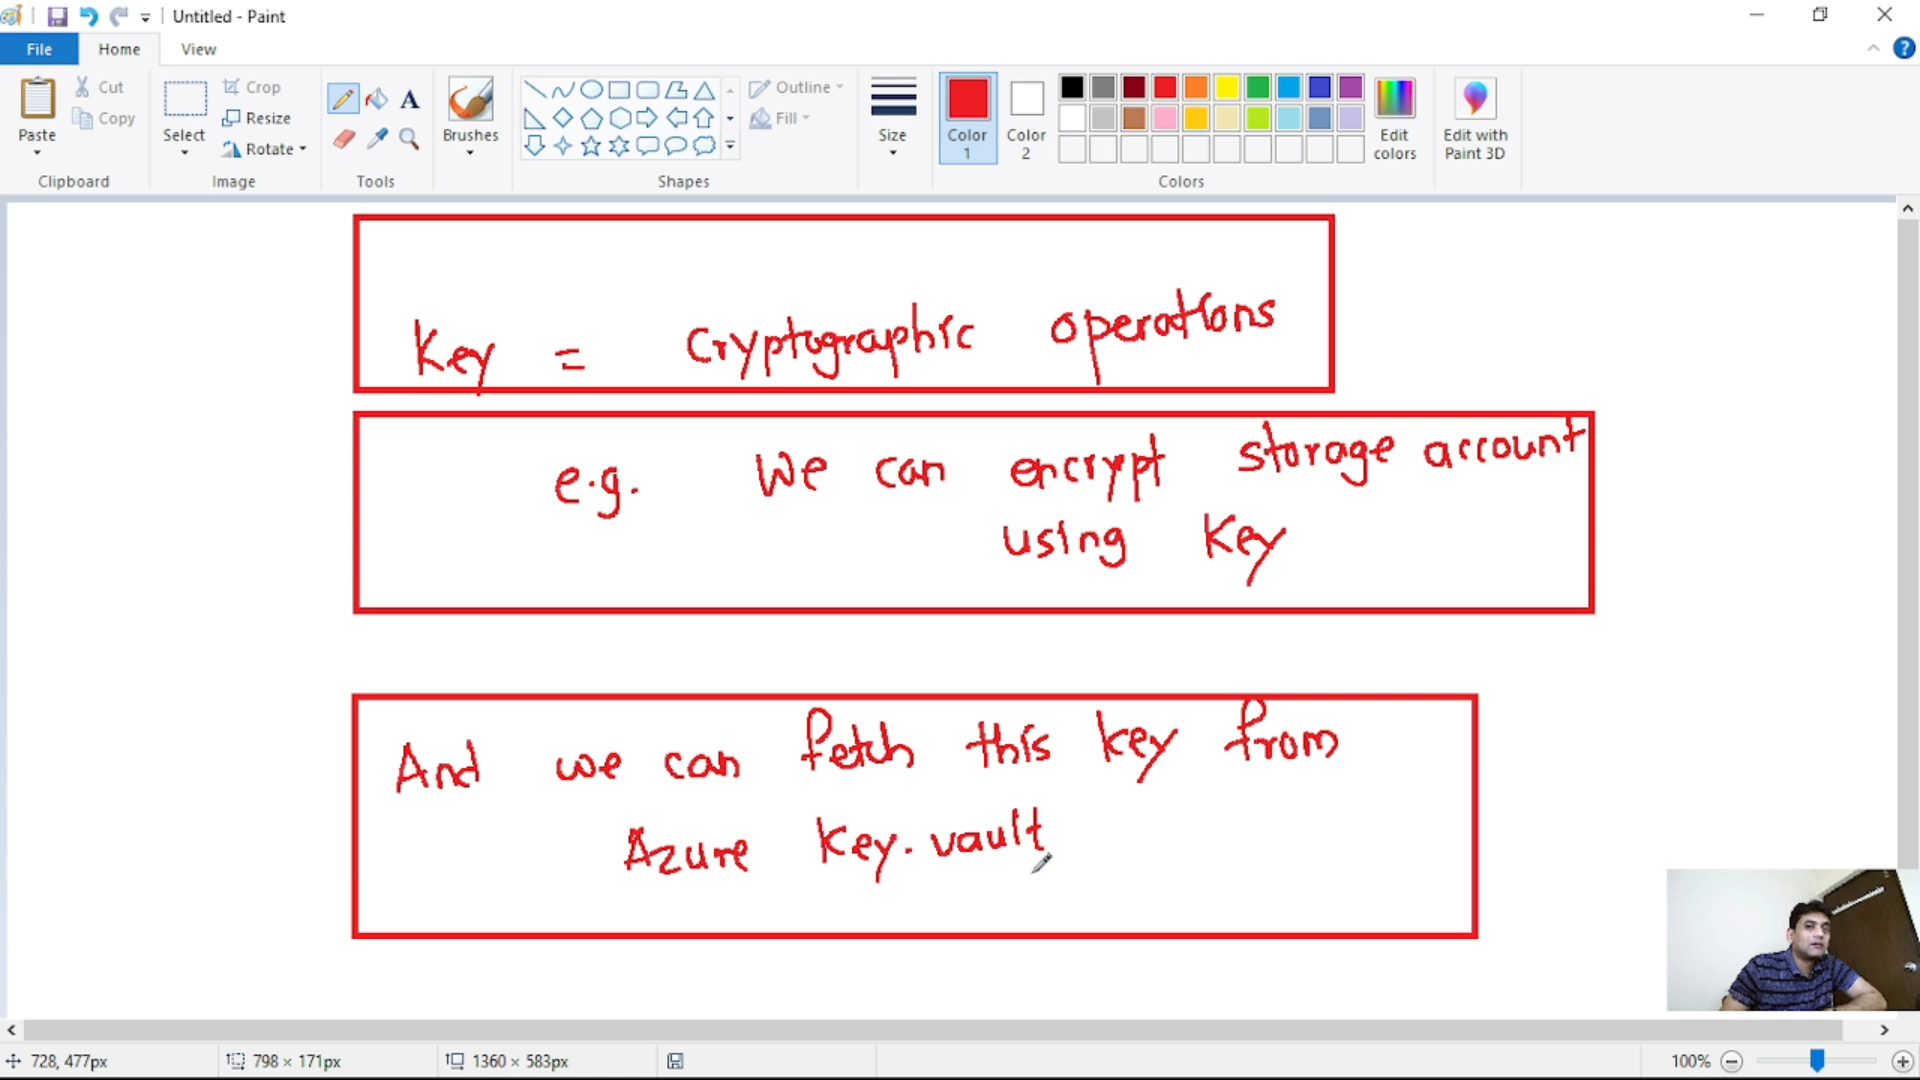 Untitled - Paint
File Home View
Paste Cut Copy Clipboard
Select Crop Resize Rotate Image
Tools
Brushes
Shapes
Outline Fill
Size
Color 1
Color 2
Edit colors
Colors
Edit with Paint 3D
Key = Cryptographic operations
e.g. We can encrypt storage account
using Key
And we can fetch this key from
Azure Key.vault
728, 477px 798 × 171px 1360 × 583px 100%